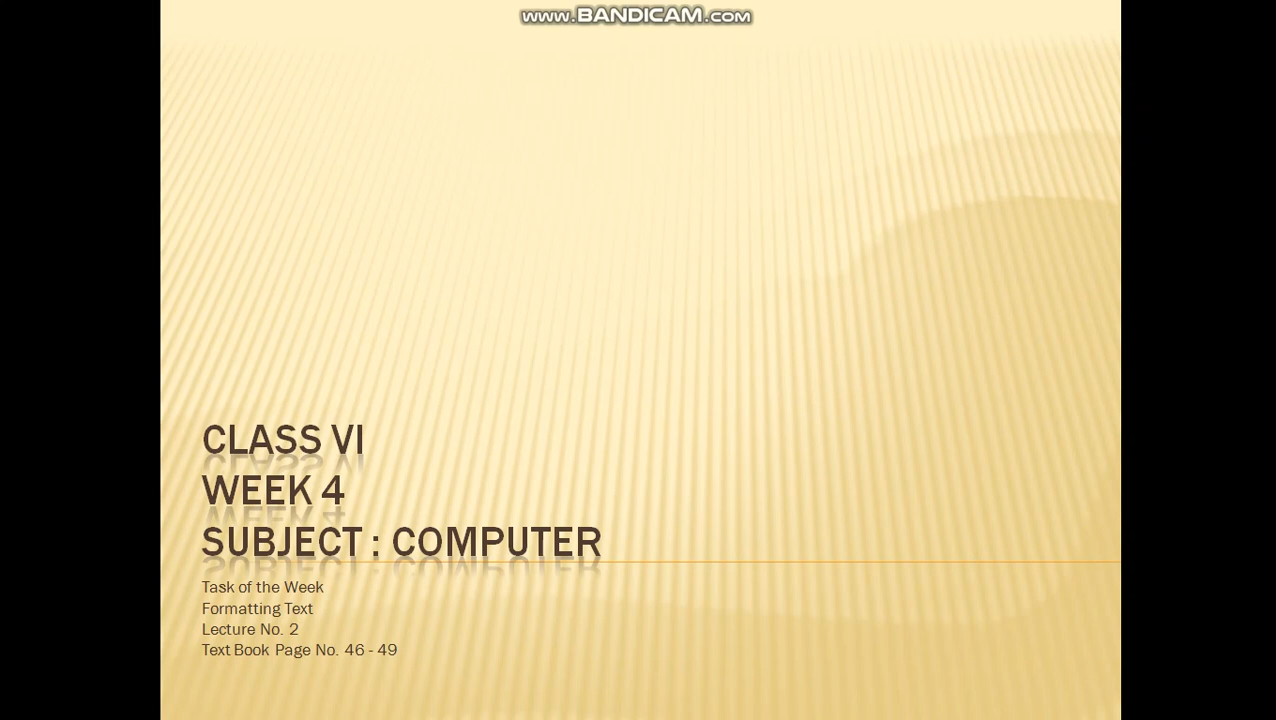 www.BANDICAM.com
CLASS VI
WEEK 4
SUBJECT : COMPUTER
Task of the Week
Formatting Text
Lecture No. 2
Text Book Page No. 46 - 49